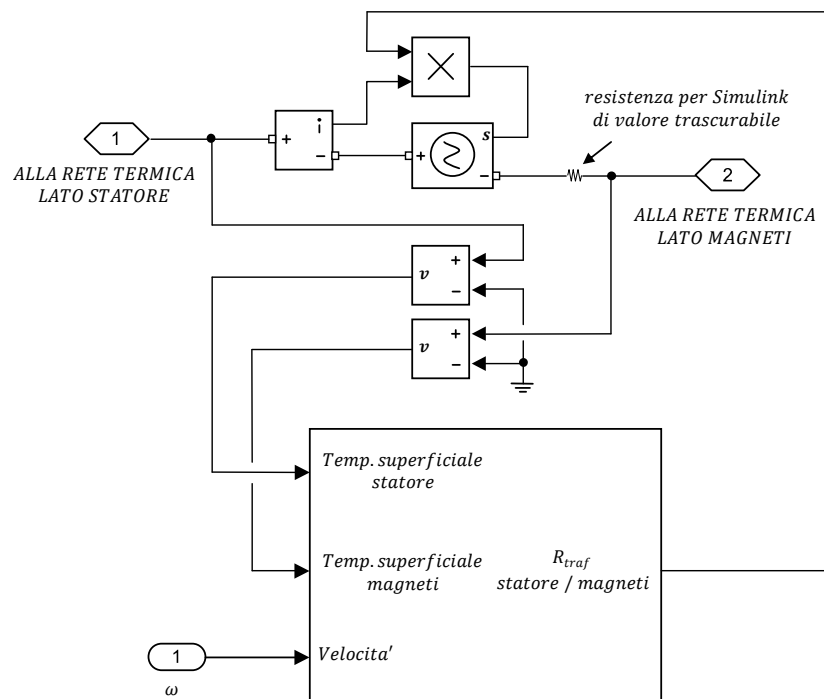 i
+
-
s
+
-
resistenza per Simulink
di valore trascurabile
1
ALLA RETE TERMICA
LATO STATORE
2
ALLA RETE TERMICA
LATO MAGNETI
v
+
-
v
+
-
Temp. superficiale
statore
Temp. superficiale
magneti
R_traf
statore / magneti
1
Velocita'
ω